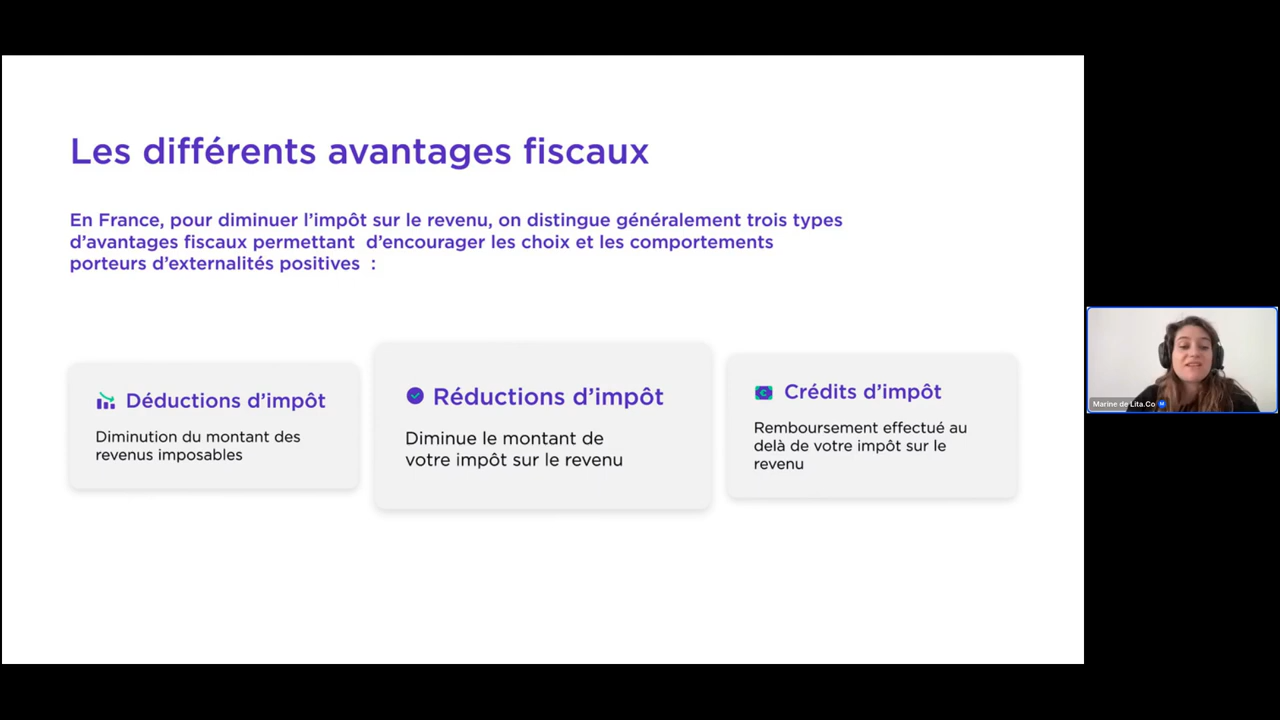 Les différents avantages fiscaux
En France, pour diminuer l’impôt sur le revenu, on distingue généralement trois types
d’avantages fiscaux permettant d’encourager les choix et les comportements
porteurs d’externalités positives :
Déductions d’impôt
Diminution du montant des
revenus imposables
Réductions d’impôt
Diminue le montant de
votre impôt sur le revenu
Crédits d’impôt
Remboursement effectué au
delà de votre impôt sur le
revenu
Marine de Lita.Co